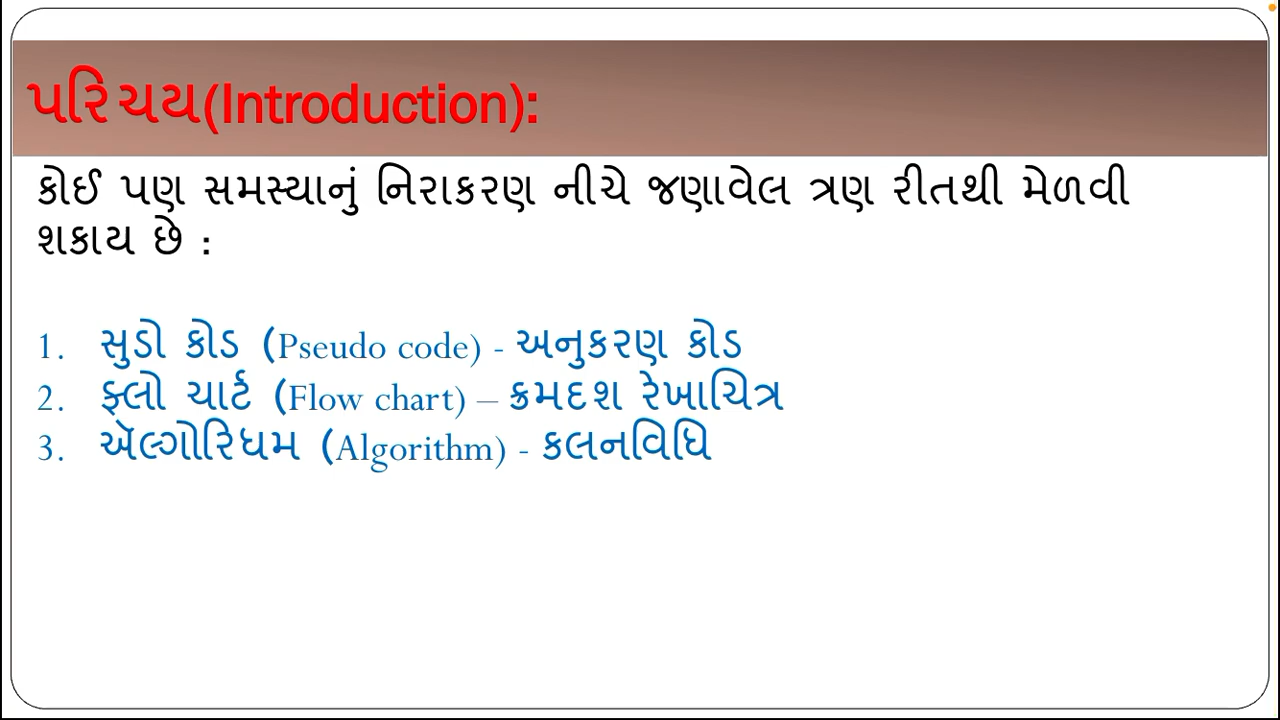 પરિચય(Introduction):
કોઈ પણ સમસ્યાનું નિરાકરણ નીચે જણાવેલ ત્રણ રીતથી મેળવી
શકાય છે :
1. સુડો કોડ (Pseudo code) - અનુકરણ કોડ
2. ફ્લો ચાર્ટ (Flow chart) – ક્રમદશ રેખાચિત્ર
3. ઍલ્ગોરિધમ (Algorithm) - કલનવિધિ